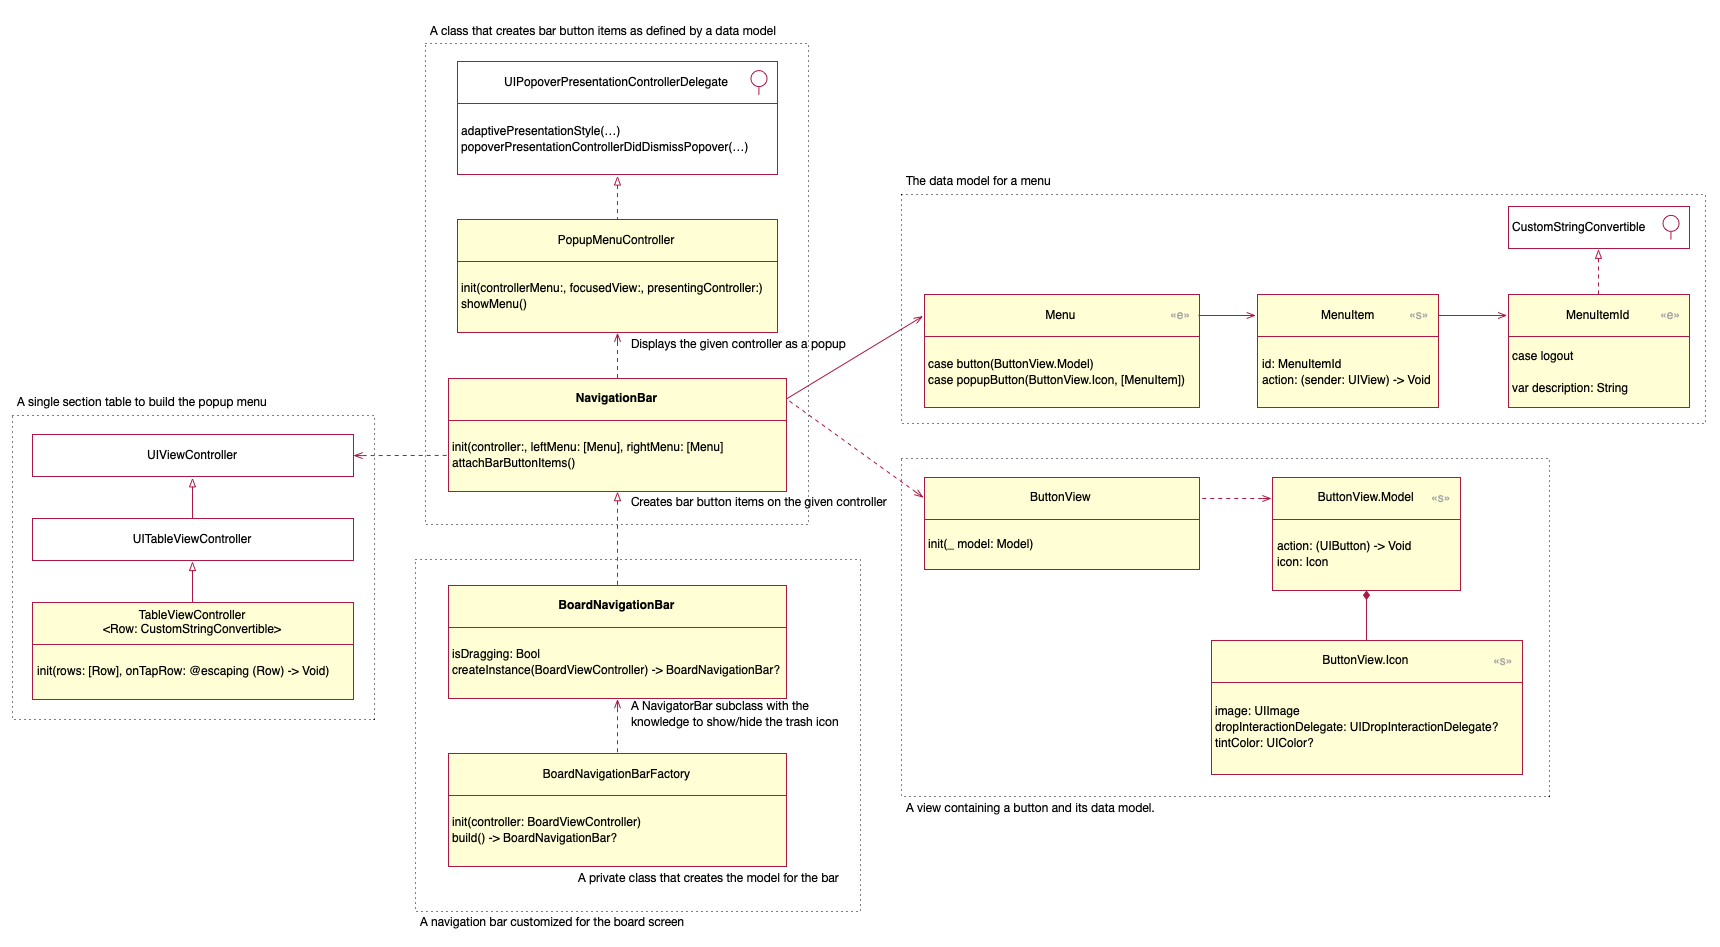 A class that creates bar button items as defined by a data model
UIPopoverPresentationControllerDelegate
adaptivePresentationStyle(…)
popoverPresentationControllerDidDismissPopover(…)
PopupMenuController
init(controllerMenu:, focusedView:, presentingController:)
showMenu()
Displays the given controller as a popup
NavigationBar
init(controller:, leftMenu: [Menu], rightMenu: [Menu]
attachBarButtonItems()
Creates bar button items on the given controller
A single section table to build the popup menu
UIViewController
UITableViewController
TableViewController
<Row: CustomStringConvertible>
init(rows: [Row], onTapRow: @escaping (Row) -> Void)
BoardNavigationBar
isDragging: Bool
createInstance(BoardViewController) -> BoardNavigationBar?
A NavigatorBar subclass with the
knowledge to show/hide the trash icon
BoardNavigationBarFactory
init(controller: BoardViewController)
build() -> BoardNavigationBar?
A private class that creates the model for the bar
A navigation bar customized for the board screen
The data model for a menu
CustomStringConvertible
Menu «e»
case button(ButtonView.Model)
case popupButton(ButtonView.Icon, [MenuItem])
MenuItem «s»
id: MenuItemId
action: (sender: UIView) -> Void
MenuItemId «e»
case logout
var description: String
ButtonView
init(_ model: Model)
ButtonView.Model «s»
action: (UIButton) -> Void
icon: Icon
ButtonView.Icon «s»
image: UIImage
dropInteractionDelegate: UIDropInteractionDelegate?
tintColor: UIColor?
A view containing a button and its data model.